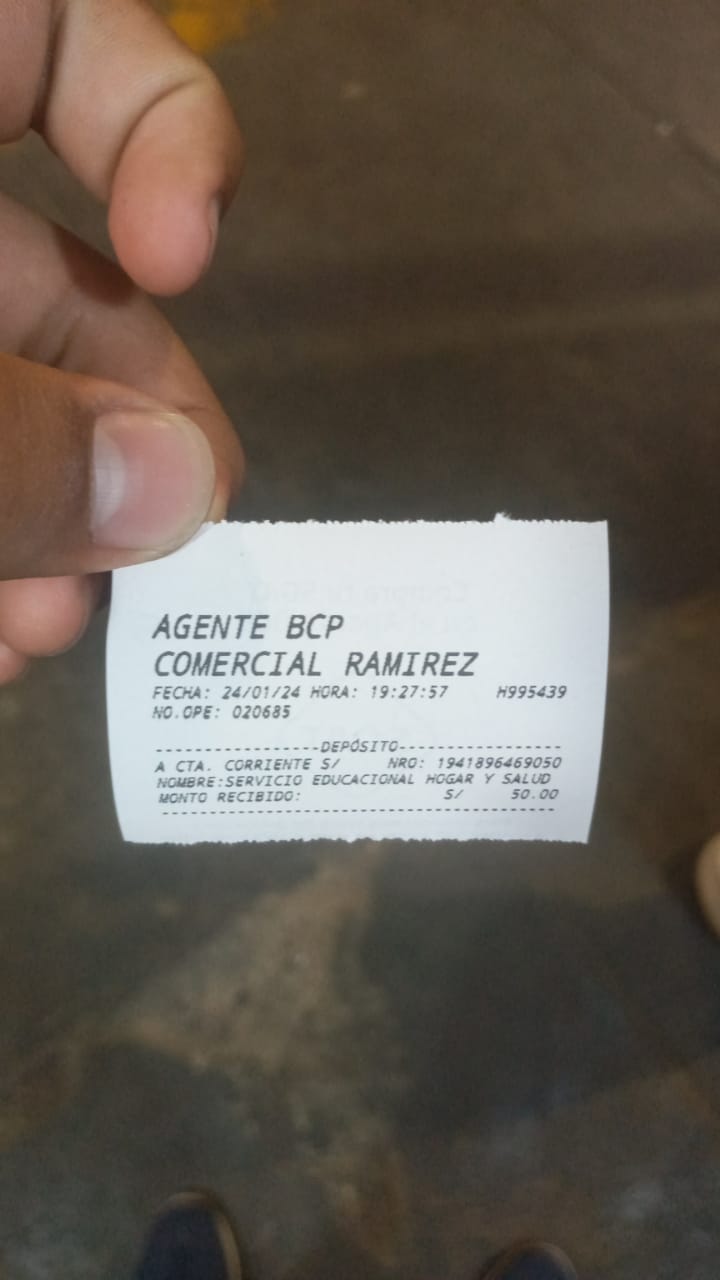 AGENTE BCP
COMERCIAL RAMIREZ
FECHA: 24/01/24 HORA: 19:27:57 H995439
NO.OPE: 020685
-----------------DEPÓSITO-----------------
A CTA. CORRIENTE S/ NRO: 1941896469050
NOMBRE:SERVICIO EDUCACIONAL HOGAR Y SALUD
MONTO RECIBIDO: S/ 50.00
------------------------------------------